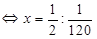 ⇔ x = 1/2 : 1/120